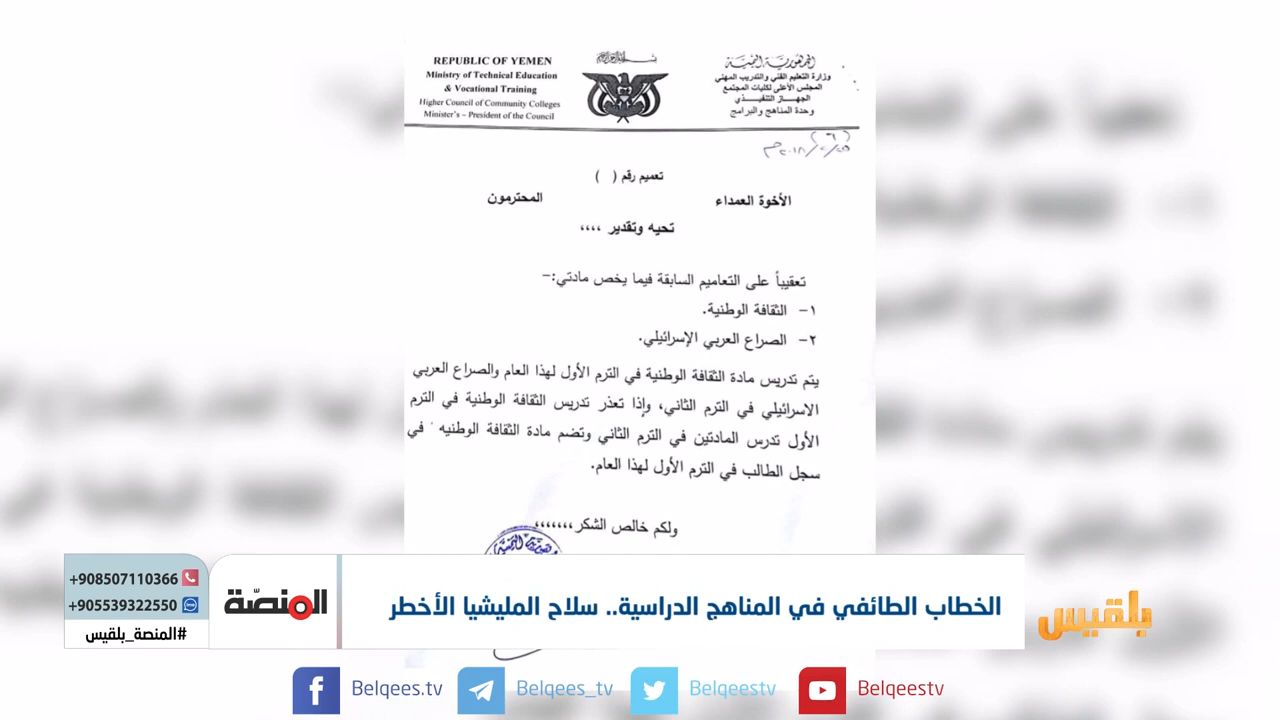 REPUBLIC OF YEMEN
Ministry of Technical Education
& Vocational Training
Higher Council of Community Colleges
Minister's – President of the Council
الجمهورية اليمنية
وزارة التعليم الفني والتدريب المهني
المجلس الأعلى لكليات المجتمع
الجهاز التنفيذي
وحدة المناهج والبرامج
تعميم رقم ( )
الأخوة العمداء المحترمون
تحيه وتقدير ،،،،
تعقيباً على التعاميم السابقة فيما يخص مادتي:-
١- الثقافة الوطنية.
٢- الصراع العربي الإسرائيلي.
يتم تدريس مادة الثقافة الوطنية في الترم الأول لهذا العام والصراع العربي
الاسرائيلي في الترم الثاني، وإذا تعذر تدريس الثقافة الوطنية في الترم
الأول تدرس المادتين في الترم الثاني وتضم مادة الثقافة الوطنيه في
سجل الطالب في الترم الأول لهذا العام.
ولكم خالص الشكر،،،،،،،
الخطاب الطائفي في المناهج الدراسية.. سلاح المليشيا الأخطر
بلقيس
المنصّة
+908507110366
+905539322550
#المنصة_بلقيس
Belqees.tv
Belqees_tv
Belqeestv
Belqeestv